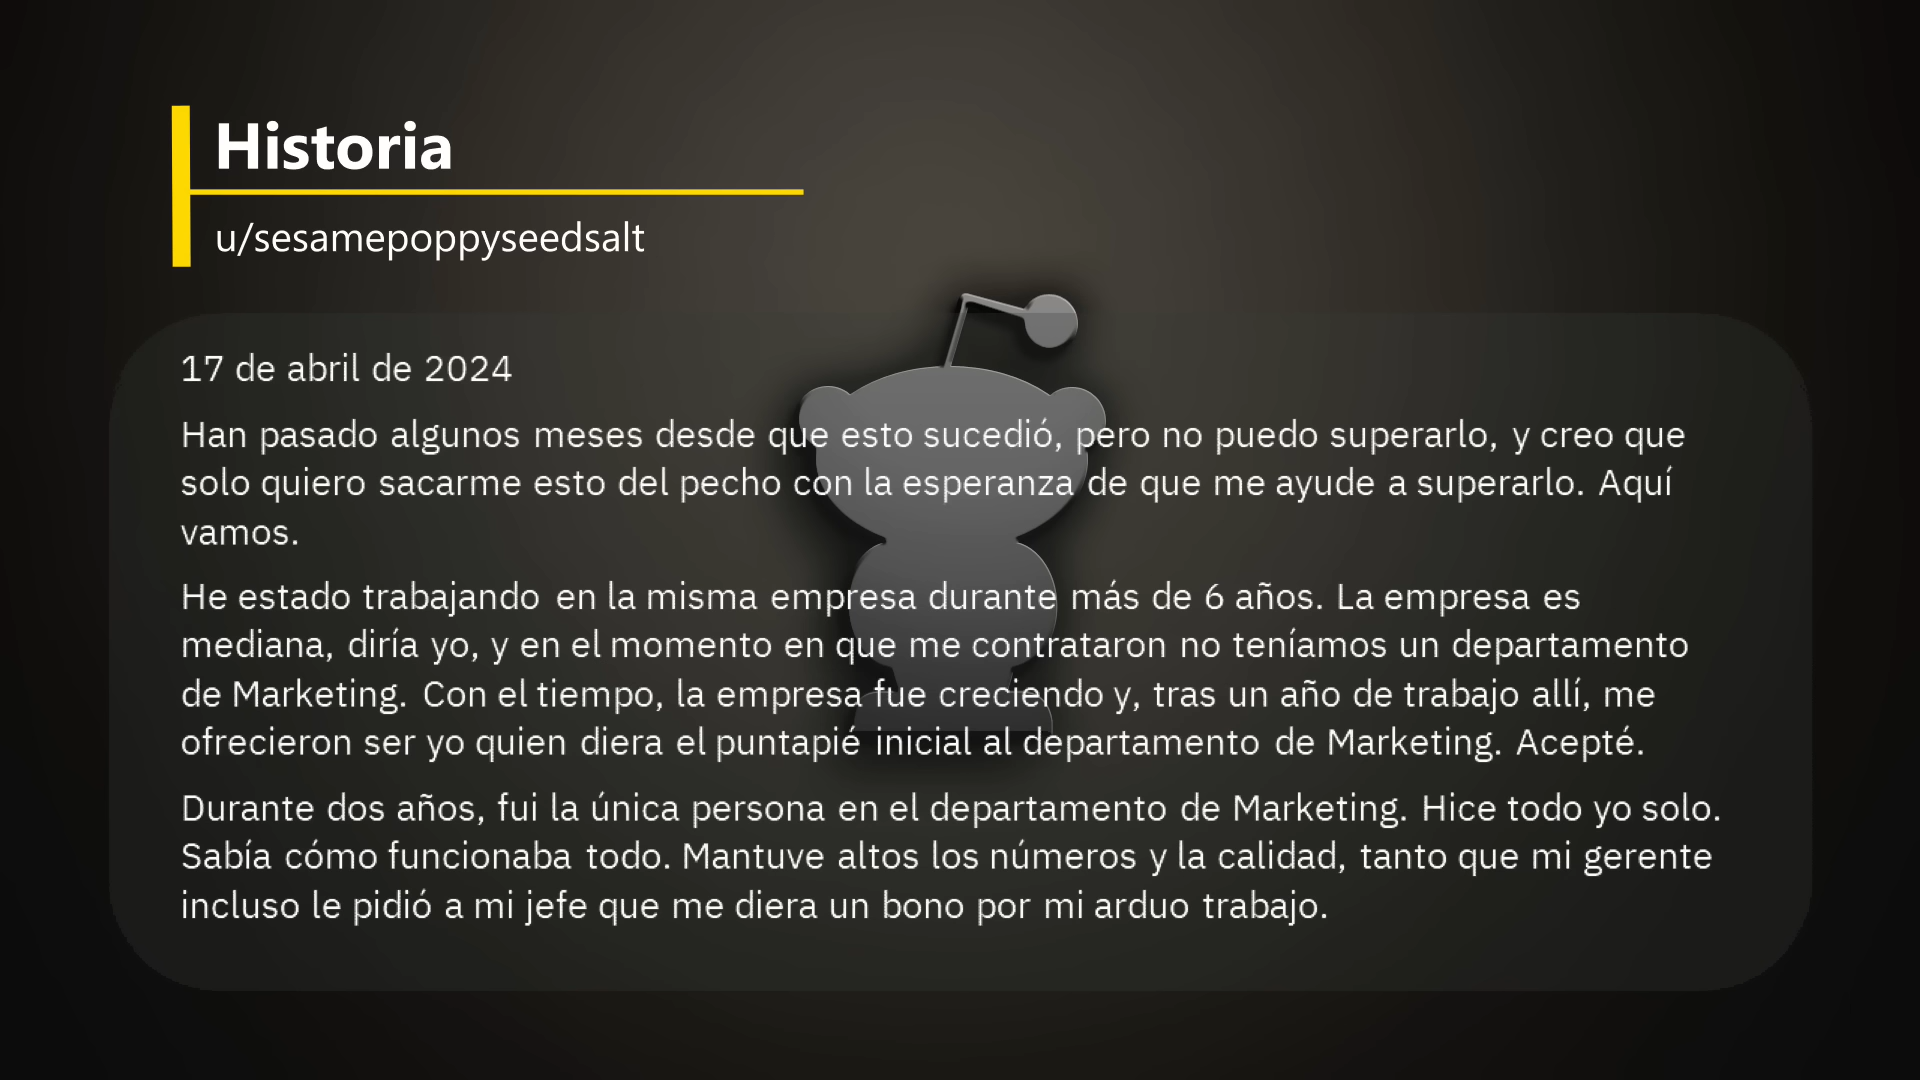 Historia
u/sesamepoppyseedsalt
17 de abril de 2024
Han pasado algunos meses desde que esto sucedió, pero no puedo superarlo, y creo que
solo quiero sacarme esto del pecho con la esperanza de que me ayude a superarlo. Aquí
vamos.
He estado trabajando en la misma empresa durante más de 6 años. La empresa es
mediana, diría yo, y en el momento en que me contrataron no teníamos un departamento
de Marketing. Con el tiempo, la empresa fue creciendo y, tras un año de trabajo allí, me
ofrecieron ser yo quien diera el puntapié inicial al departamento de Marketing. Acepté.
Durante dos años, fui la única persona en el departamento de Marketing. Hice todo yo solo.
Sabía cómo funcionaba todo. Mantuve altos los números y la calidad, tanto que mi gerente
incluso le pidió a mi jefe que me diera un bono por mi arduo trabajo.